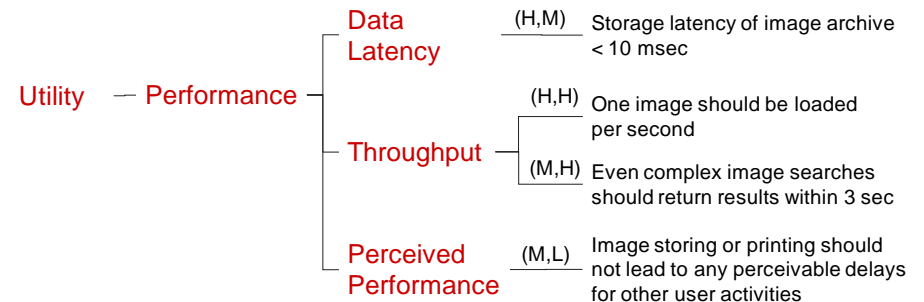 Utility
Performance
Data
Latency
(H,M)
Storage latency of image archive
< 10 msec
Throughput
(H,H)
One image should be loaded
per second
(M,H)
Even complex image searches
should return results within 3 sec
Perceived
Performance
(M,L)
Image storing or printing should
not lead to any perceivable delays
for other user activities